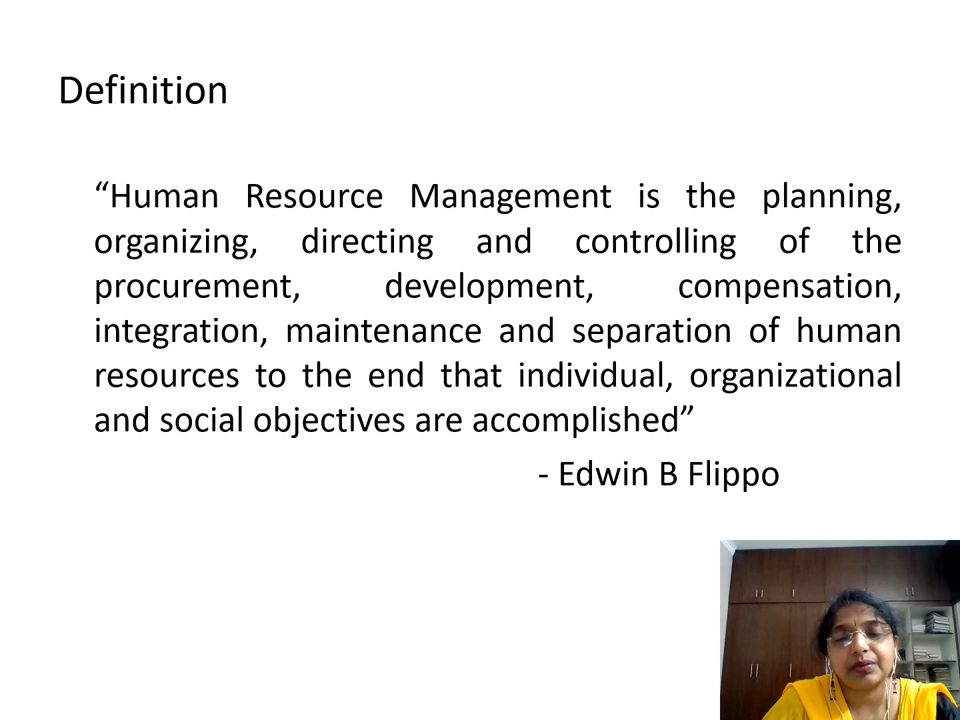 Definition
“Human Resource Management is the planning,
organizing, directing and controlling of the
procurement, development, compensation,
integration, maintenance and separation of human
resources to the end that individual, organizational
and social objectives are accomplished”
- Edwin B Flippo